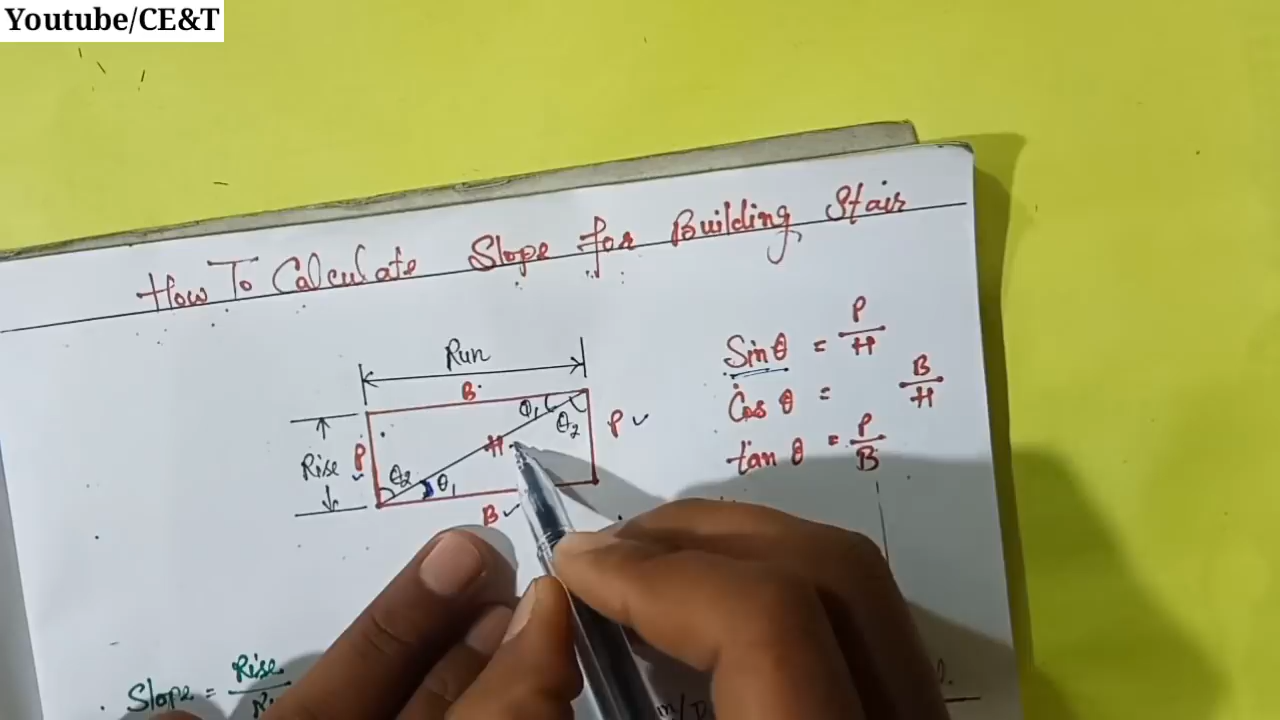 Youtube/CE&T
How To Calculate Slope for Building Stair
Run
B
Rise
P
θ2
θ1
H
θ1
θ2
P
B
Sinθ = P/H
Cos θ = B/H
tan θ = P/B
Slope = Rise
m/D